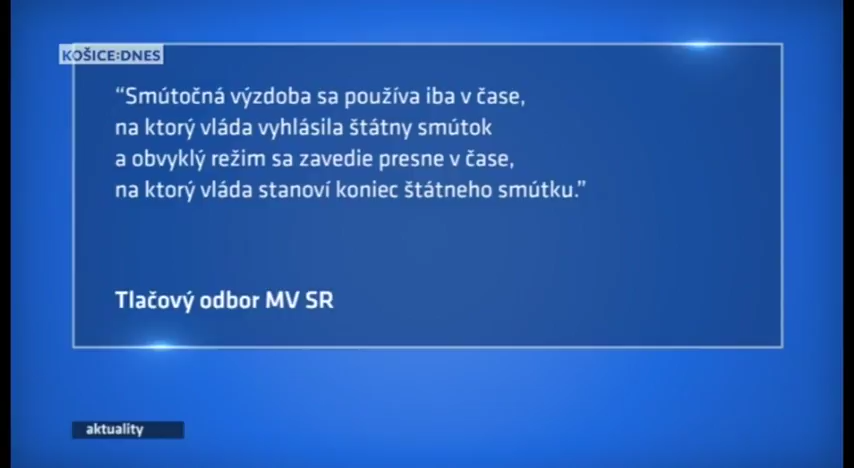 KOŠICE:DNES
“Smútočná výzdoba sa používa iba v čase,
na ktorý vláda vyhlásila štátny smútok
a obvyklý režim sa zavedie presne v čase,
na ktorý vláda stanoví koniec štátneho smútku.”
Tlačový odbor MV SR
aktuality